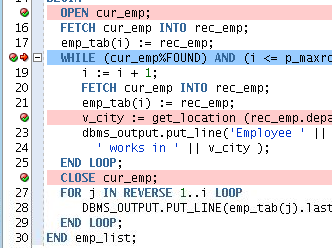 BEGIN
OPEN cur_emp;
16 FETCH cur_emp INTO rec_emp;
17 emp_tab(i) := rec_emp;
WHILE (cur_emp%FOUND) AND (i <= p_maxro
19 i := i + 1;
20 FETCH cur_emp INTO rec_emp;
21 emp_tab(i) := rec_emp;
v_city := get_location (rec_emp.depa
23 dbms_output.put_line('Employee ' ||
24 ' works in ' || v_city );
25 END LOOP;
CLOSE cur_emp;
27 FOR j IN REVERSE 1..i LOOP
28 DBMS_OUTPUT.PUT_LINE(emp_tab(j).last
29 END LOOP;
30 END emp_list;